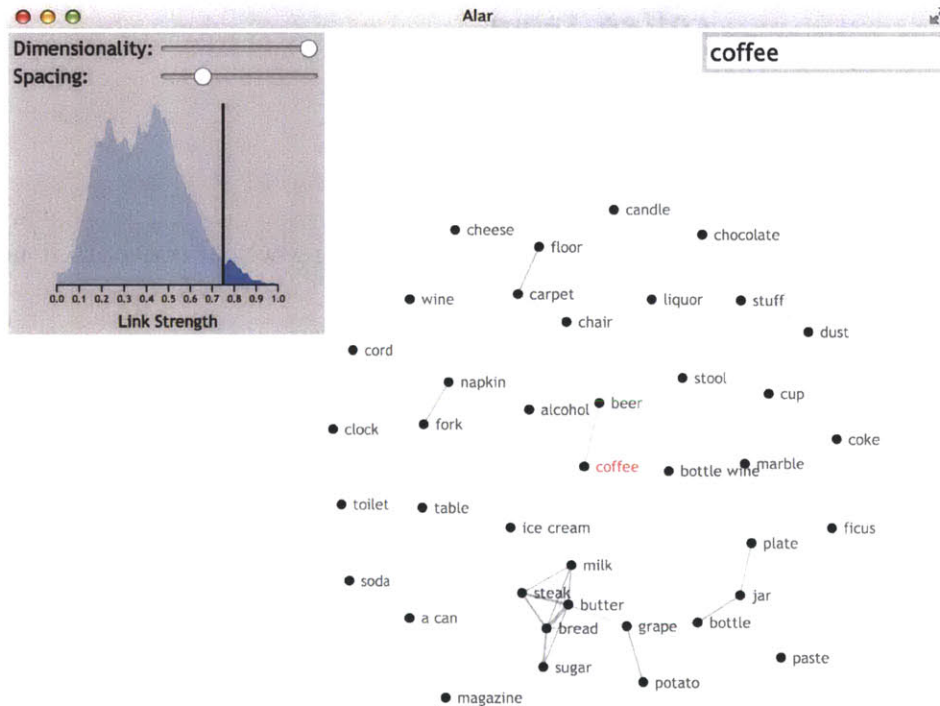 Alar
Dimensionality:
Spacing:
coffee
0.0 0.1 0.2 0.3 0.4 0.5 0.6 0.7 0.8 0.9 1.0
Link Strength
candle
cheese
chocolate
floor
carpet
wine
liquor
stuff
chair
dust
cord
napkin
stool
cup
alcohol
beer
fork
clock
coke
coffee
bottle wine
marble
toilet
table
ice cream
ficus
plate
milk
soda
steak
butter
jar
a can
bread
grape
bottle
paste
sugar
potato
magazine